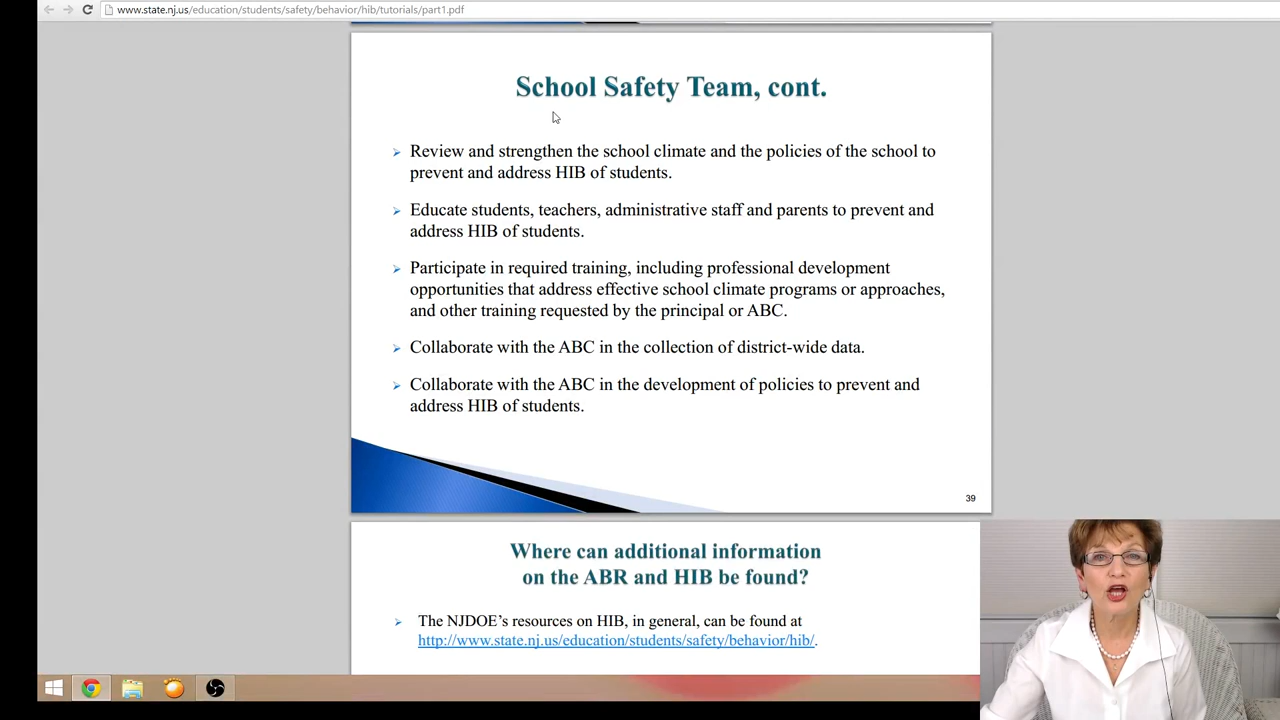 www.state.nj.us/education/students/safety/behavior/hib/tutorials/part1.pdf
School Safety Team, cont.
Review and strengthen the school climate and the policies of the school to
prevent and address HIB of students.
Educate students, teachers, administrative staff and parents to prevent and
address HIB of students.
Participate in required training, including professional development
opportunities that address effective school climate programs or approaches,
and other training requested by the principal or ABC.
Collaborate with the ABC in the collection of district-wide data.
Collaborate with the ABC in the development of policies to prevent and
address HIB of students.
39
Where can additional information
on the ABR and HIB be found?
The NJDOE's resources on HIB, in general, can be found at
http://www.state.nj.us/education/students/safety/behavior/hib/.